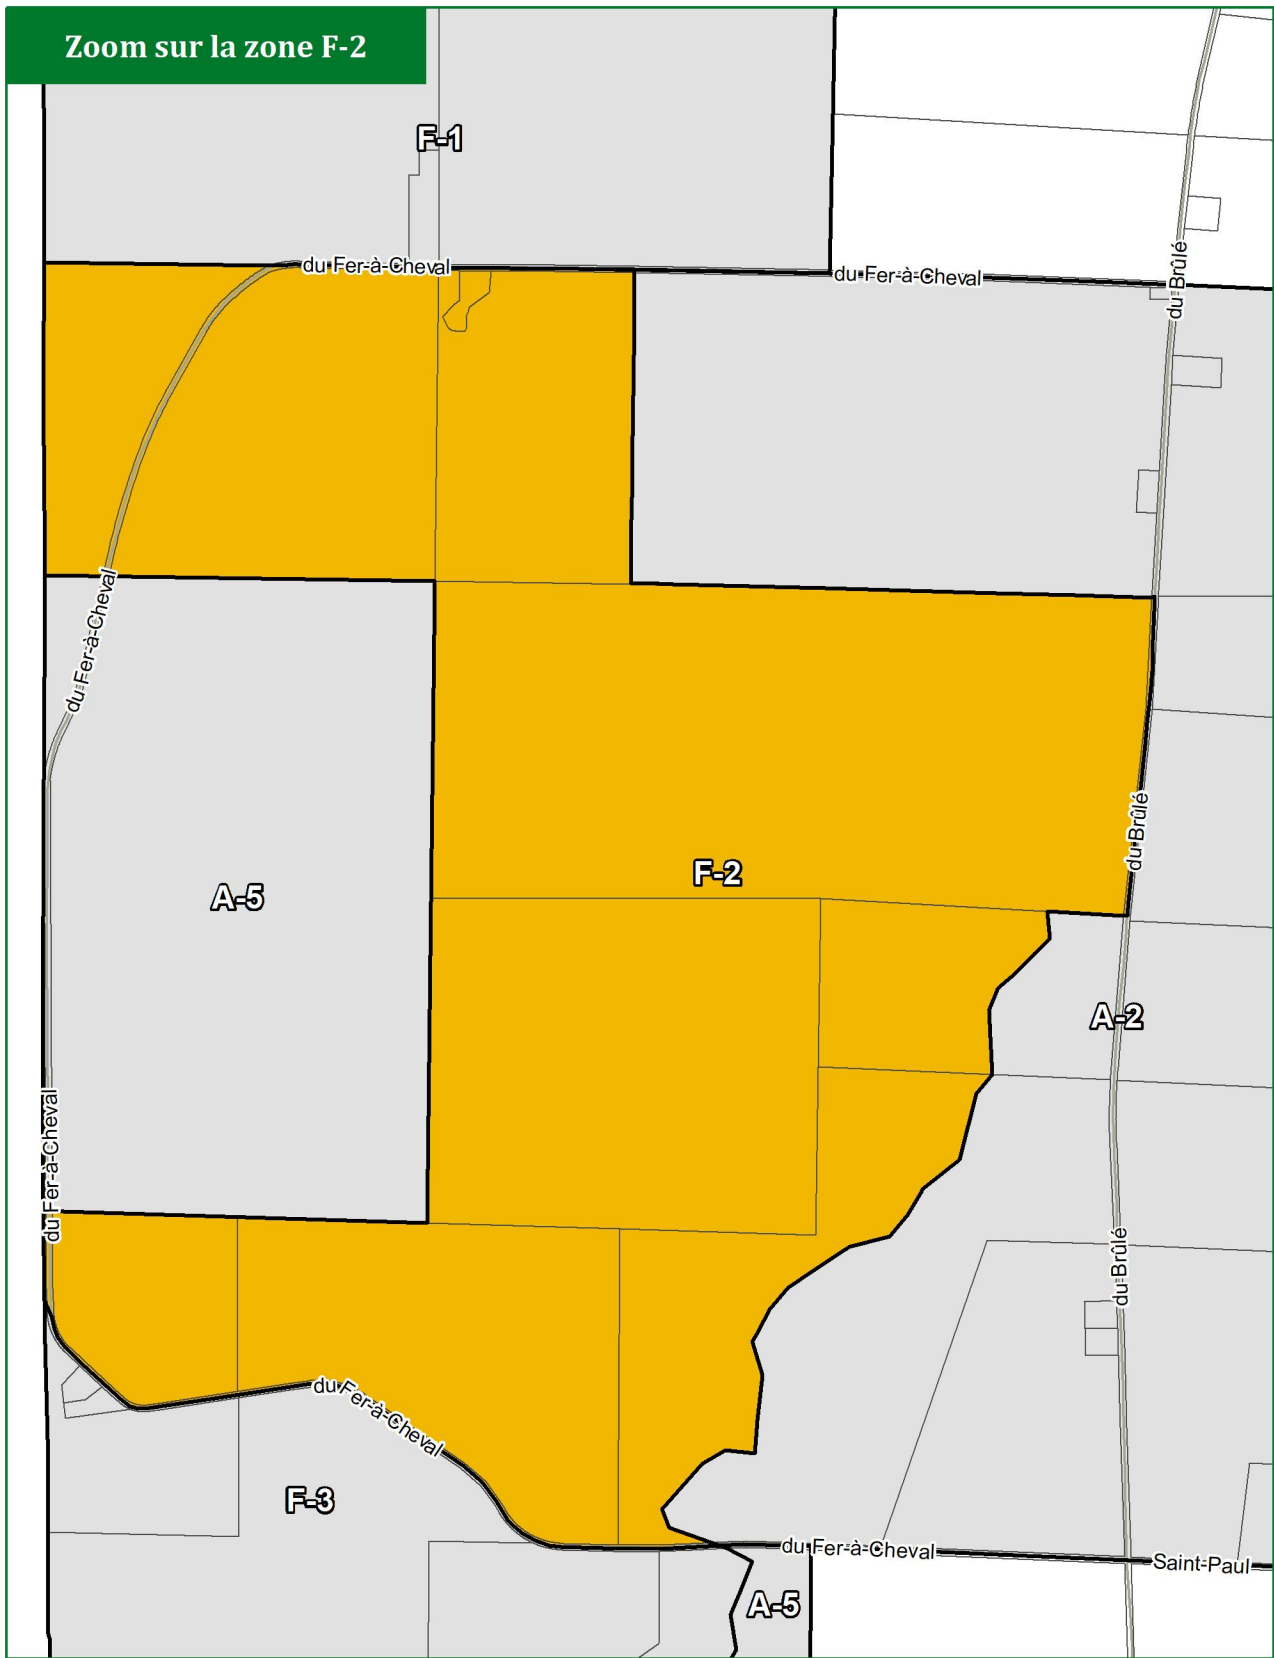 Zoom sur la zone F-2
F-1
du Fer-à-Cheval
du Fer-à-Cheval
du Brûlé
du Fer-à-Cheval
du Brûlé
F-2
A-5
A-2
du Fer-à-Cheval
du Brûlé
du Fer-à-Cheval
F-3
du Fer-à-Cheval
Saint-Paul
A-5